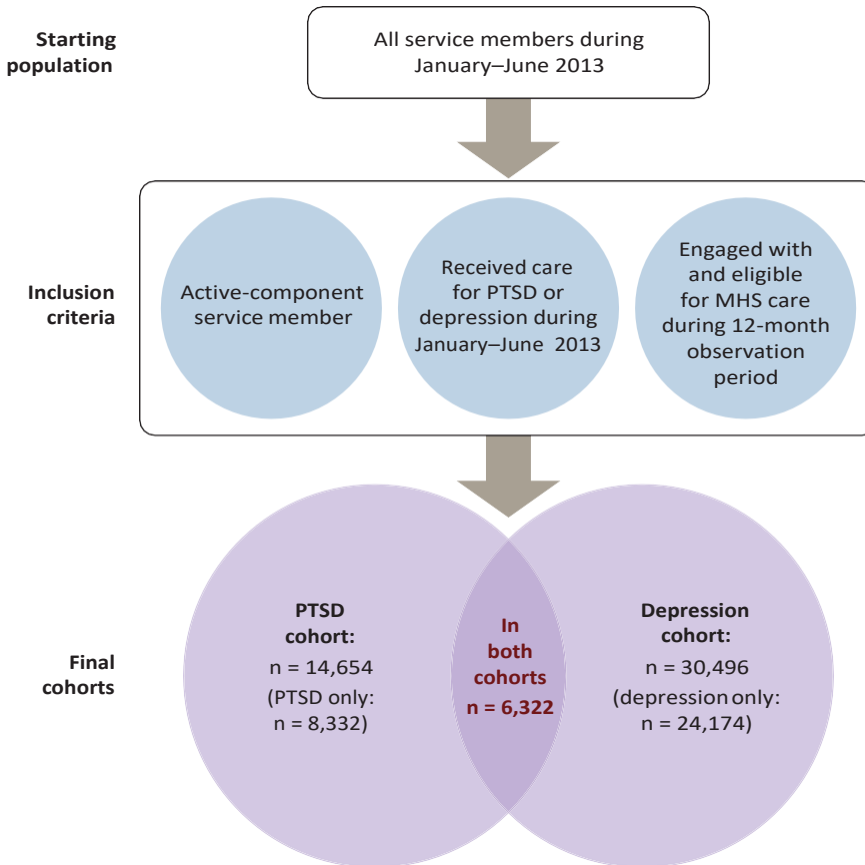 Starting
population
All service members during
January–June 2013
Inclusion
criteria
Active-component
service member
Received care
for PTSD or
depression during
January–June 2013
Engaged with
and eligible
for MHS care
during 12-month
observation
period
Final
cohorts
PTSD
cohort:
n = 14,654
(PTSD only:
n = 8,332)
In
both
cohorts
n = 6,322
Depression
cohort:
n = 30,496
(depression only:
n = 24,174)